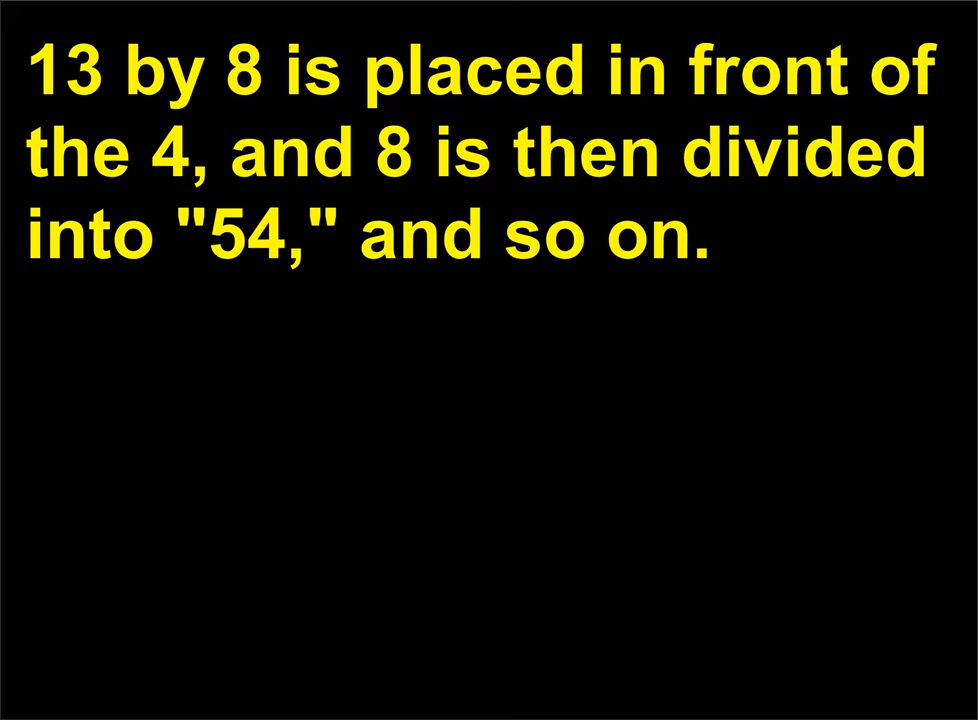 13 by 8 is placed in front of
the 4, and 8 is then divided
into "54," and so on.